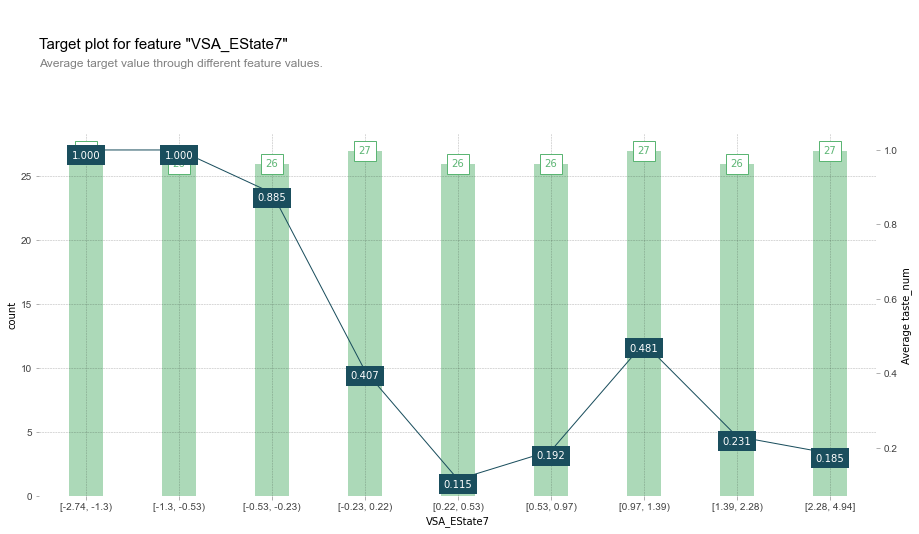 Target plot for feature "VSA_EState7"
Average target value through different feature values.
27 26 26 27 27
1.000 1.000 1.0
25
26
0.885
0.8
20
15
0.6
count
Average taste_num
0.481
10
0.407
0.4
5
0.231
0.192
0.185
0.2
0.115
0
[-2.74, -1.3) [-1.3, -0.53) [-0.53, -0.23) [-0.23, 0.22) [0.22, 0.53) [0.53, 0.97) [0.97, 1.39) [1.39, 2.28) [2.28, 4.94]
VSA_EState7